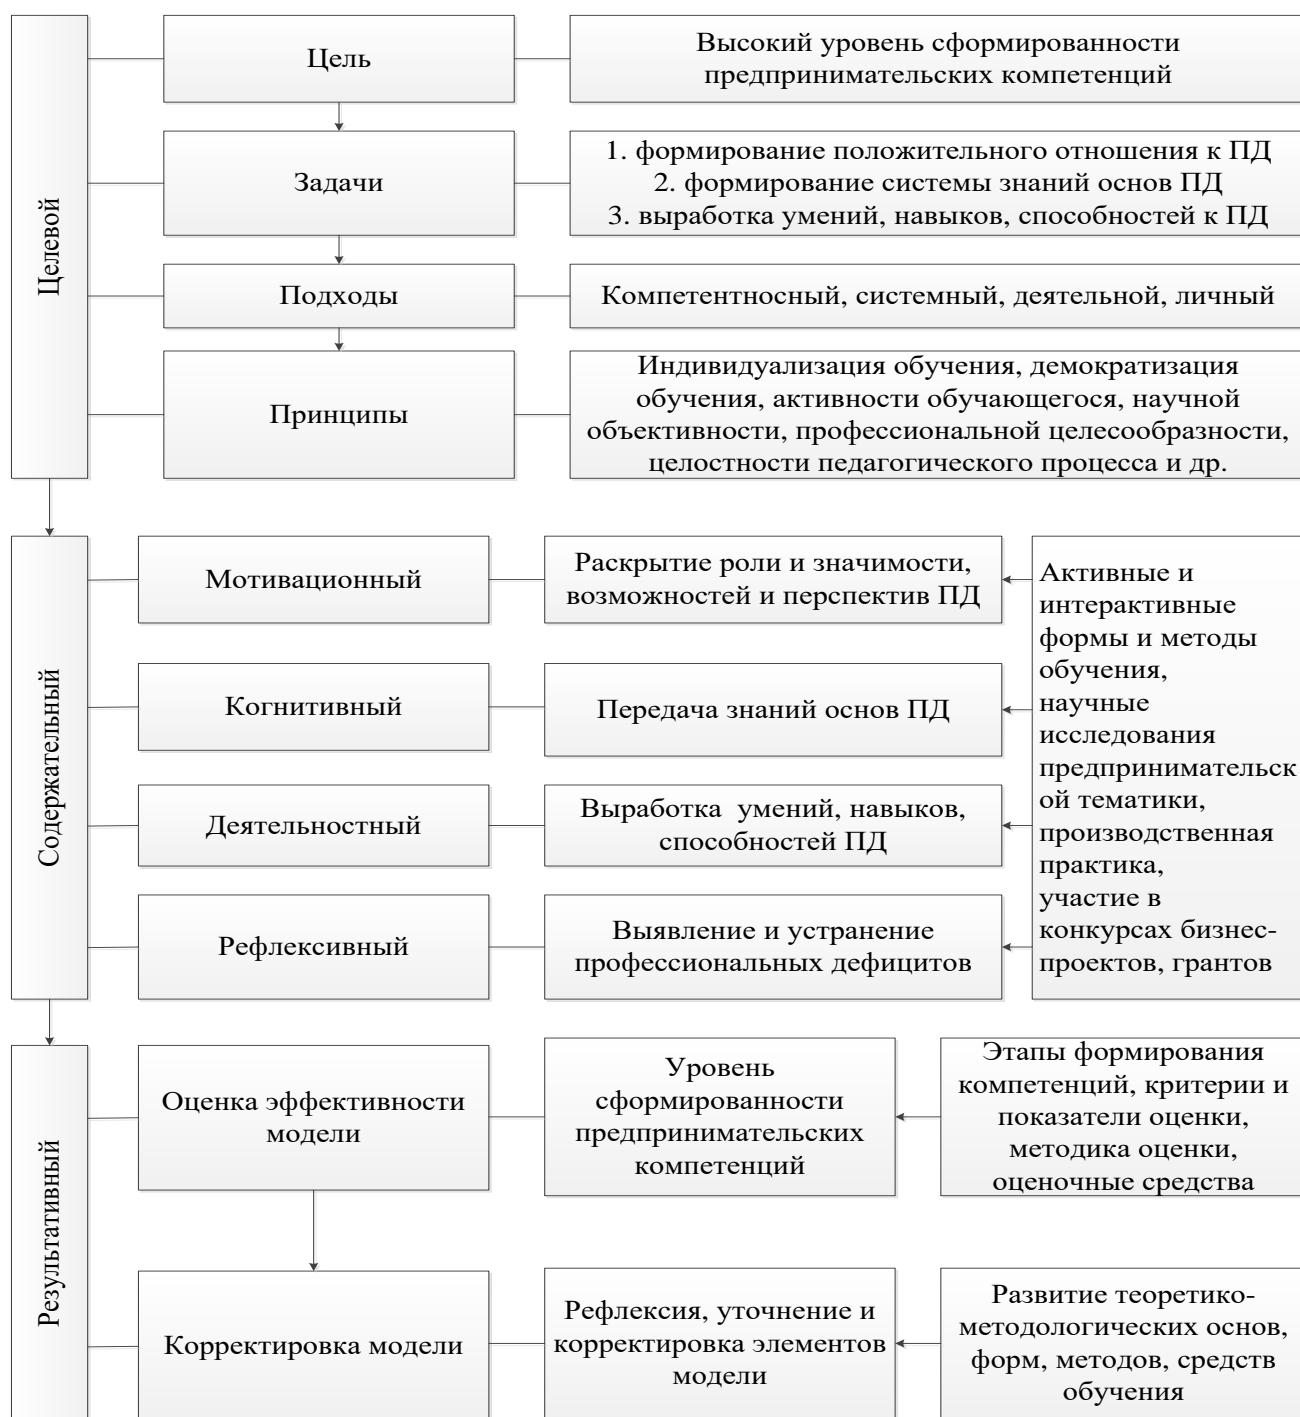 Целевой
Цель
Высокий уровень сформированности
предпринимательских компетенций
Задачи
1. формирование положительного отношения к ПД
2. формирование системы знаний основ ПД
3. выработка умений, навыков, способностей к ПД
Подходы
Компетентносный, системный, деятельной, личный
Принципы
Индивидуализация обучения, демократизация
обучения, активности обучающегося, научной
объективности, профессиональной целесообразности,
целостности педагогического процесса и др.
Содержательный
Мотивационный
Раскрытие роли и значимости,
возможностей и перспектив ПД
Когнитивный
Передача знаний основ ПД
Деятельностный
Выработка  умений, навыков,
способностей ПД
Рефлексивный
Выявление и устранение
профессиональных дефицитов
Активные и
интерактивные
формы и методы
обучения,
научные
исследования
предпринимательск
ой тематики,
производственная
практика,
участие в
конкурсах бизнес-
проектов, грантов
Результативный
Оценка эффективности
модели
Уровень
сформированности
предпринимательских
компетенций
Этапы формирования
компетенций, критерии и
показатели оценки,
методика оценки,
оценочные средства
Корректировка модели
Рефлексия, уточнение и
корректировка элементов
модели
Развитие теоретико-
методологических основ,
форм, методов, средств
обучения